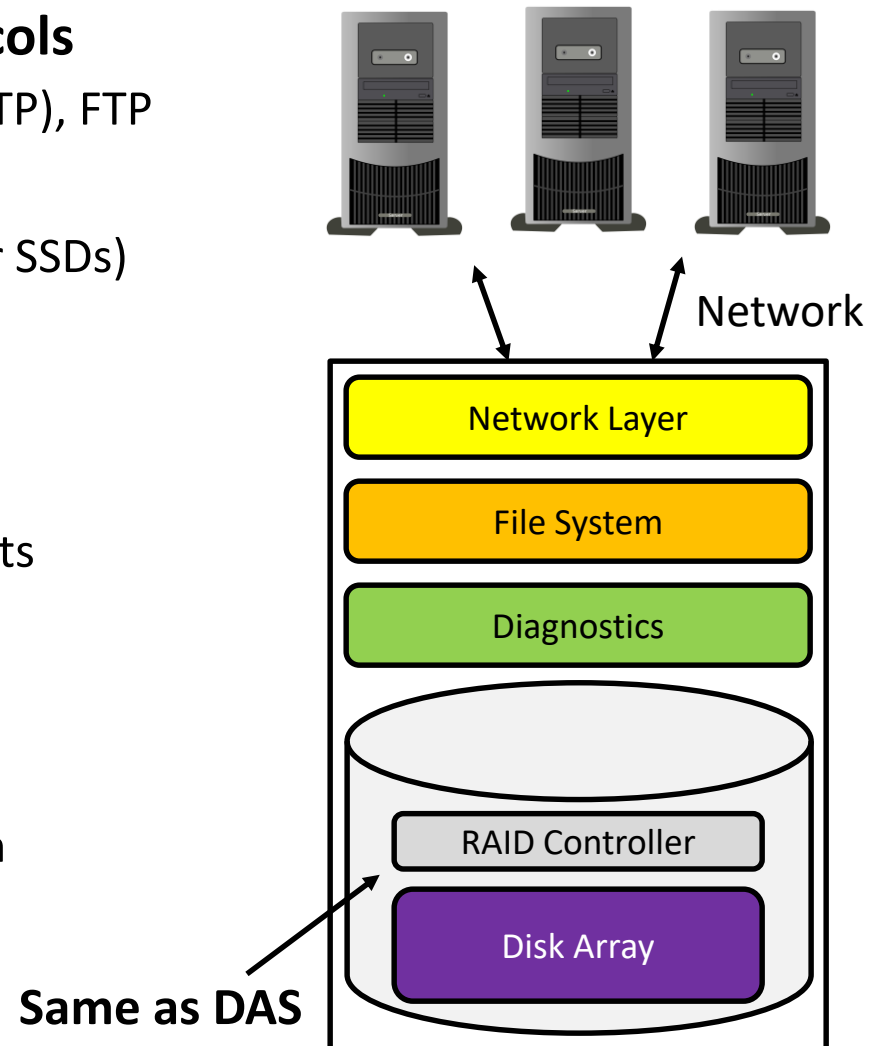 cols
TP), FTP
r SSDs)
Network
Network Layer
File System
ts
Diagnostics
RAID Controller
Disk Array
Same as DAS